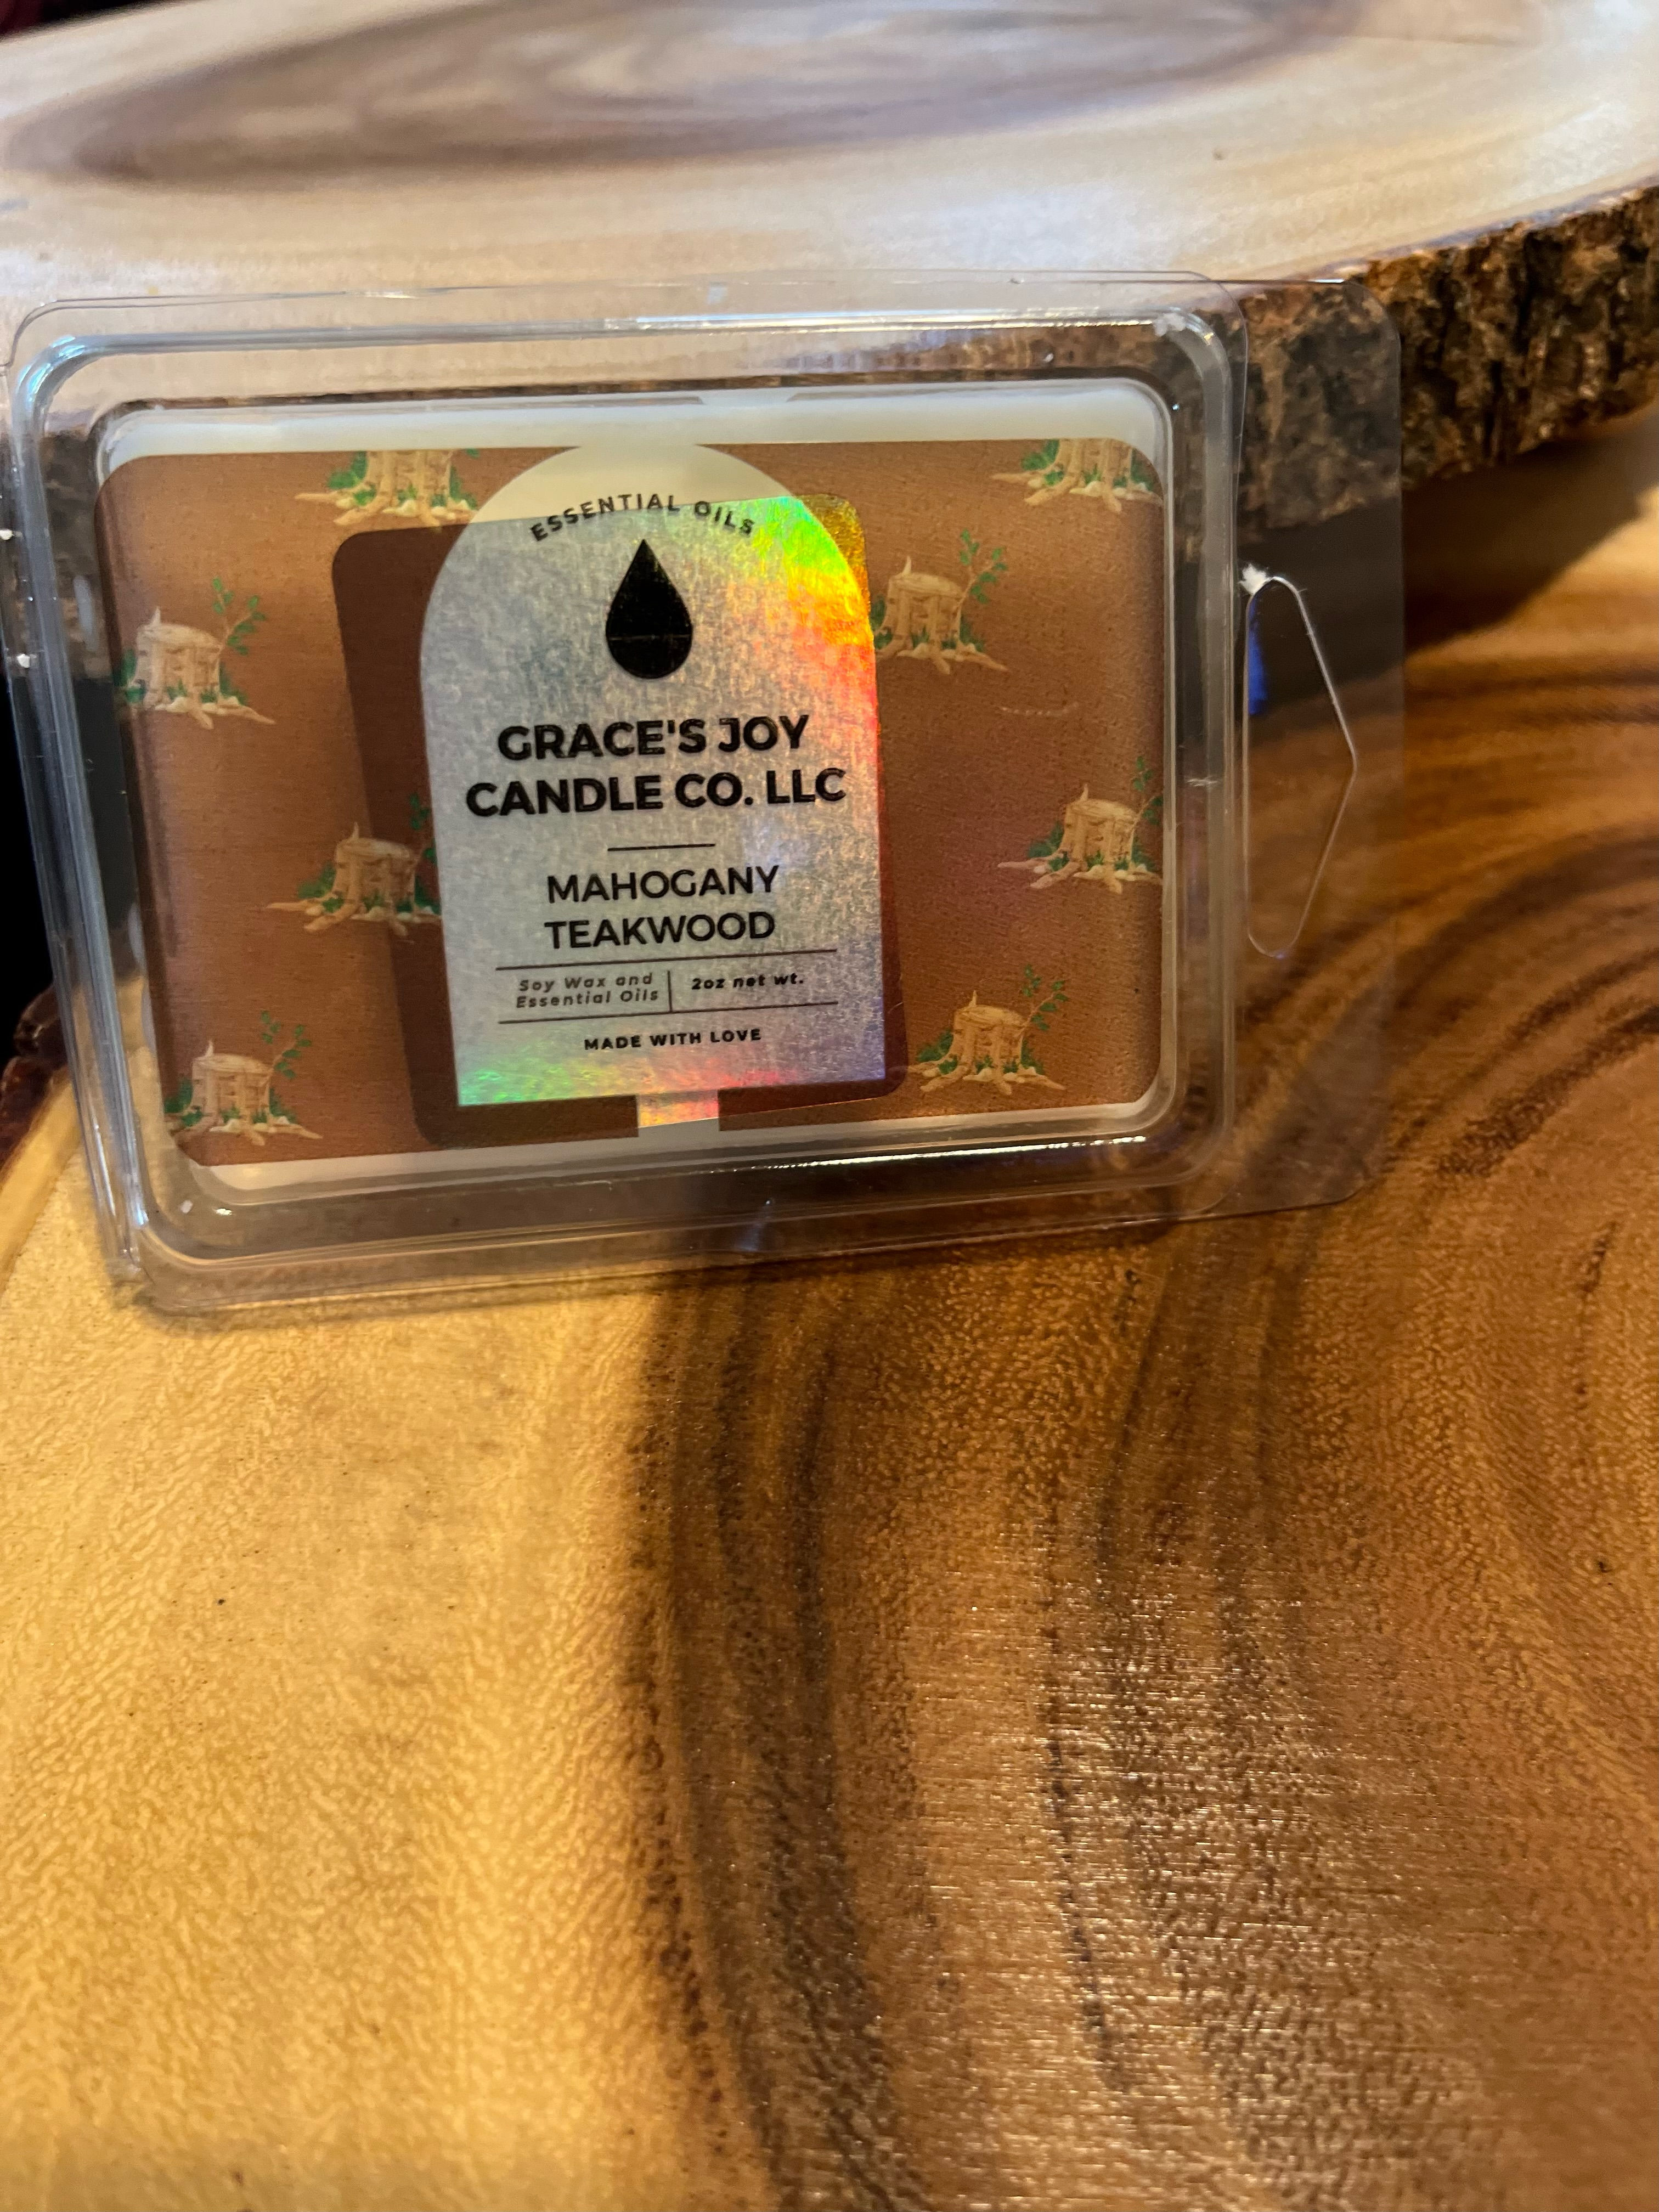 ESSENTIAL OILS
GRACE'S JOY
CANDLE CO. LLC
MAHOGANY
TEAKWOOD
Soy Wax and
Essential Oils
2oz net wt.
MADE WITH LOVE